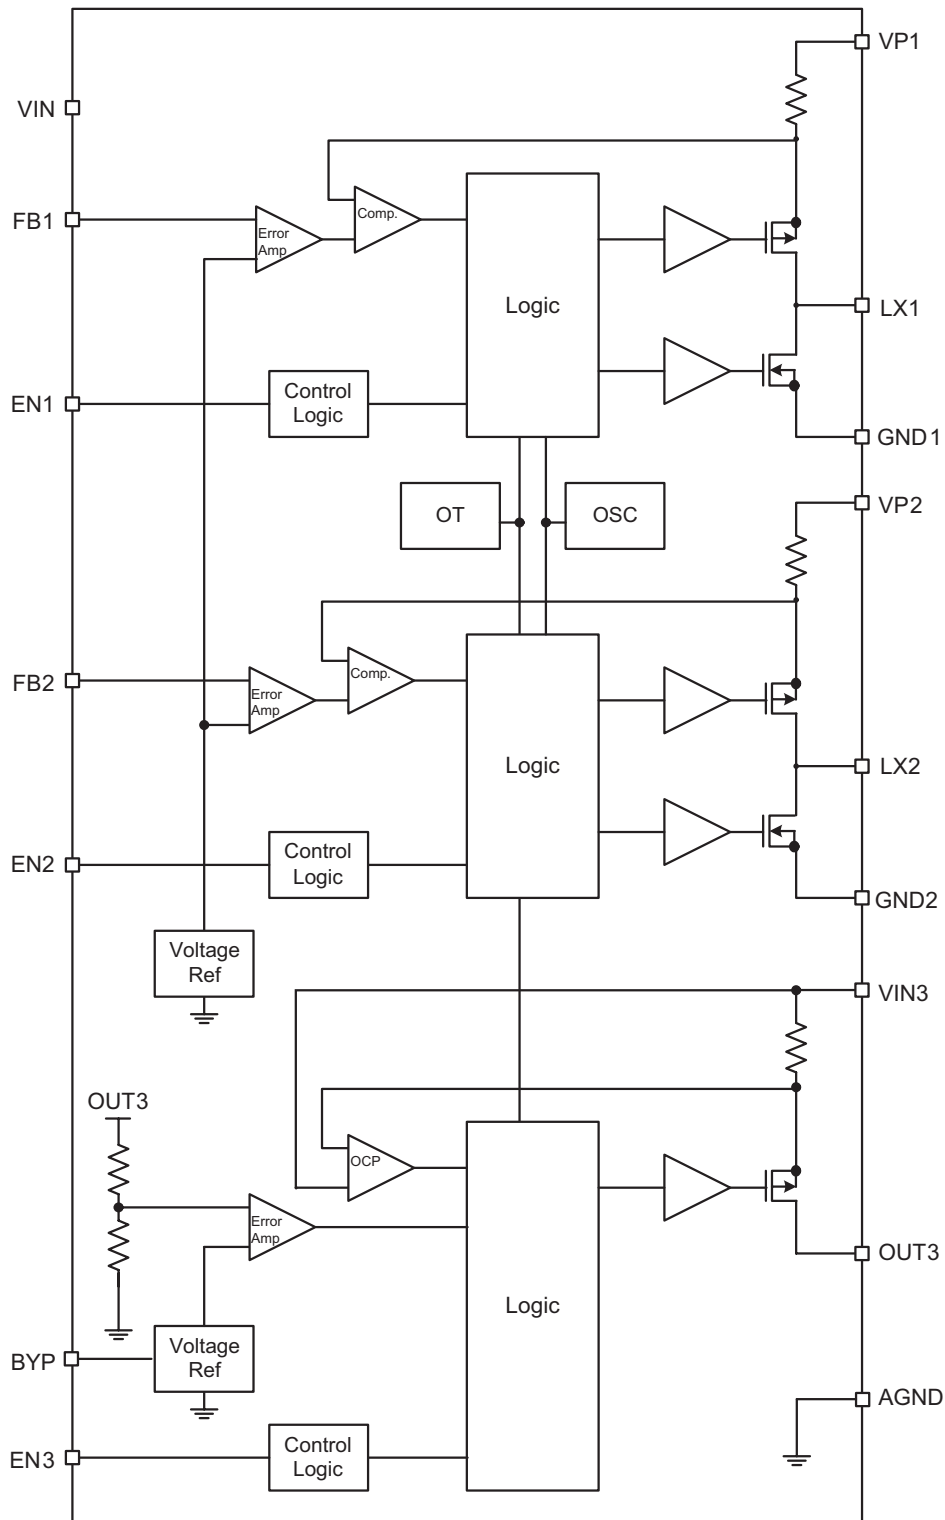 VP1
VIN
FB1
Error
Amp
Comp.
Logic
LX1
EN1
Control
Logic
GND1
OT
OSC
VP2
FB2
Error
Amp
Comp.
Logic
LX2
EN2
Control
Logic
GND2
Voltage
Ref
VIN3
OUT3
OCP
Error
Amp
OUT3
Logic
BYP
Voltage
Ref
AGND
EN3
Control
Logic